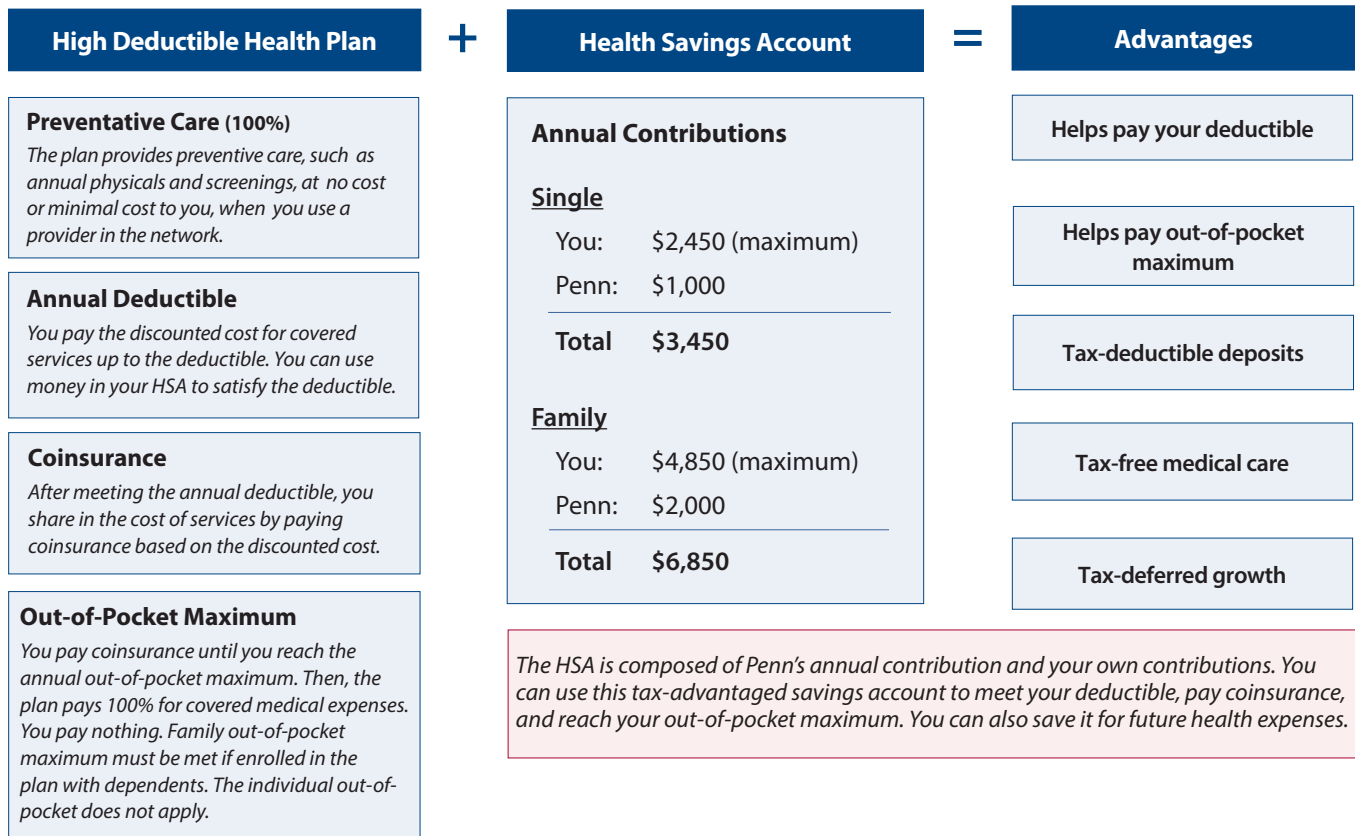 High Deductible Health Plan
+
Health Savings Account
=
Advantages
Preventative Care (100%)
The plan provides preventive care, such as
annual physicals and screenings, at no cost
or minimal cost to you, when you use a
provider in the network.
Annual Deductible
You pay the discounted cost for covered
services up to the deductible. You can use
money in your HSA to satisfy the deductible.
Coinsurance
After meeting the annual deductible, you
share in the cost of services by paying
coinsurance based on the discounted cost.
Out-of-Pocket Maximum
You pay coinsurance until you reach the
annual out-of-pocket maximum. Then, the
plan pays 100% for covered medical expenses.
You pay nothing. Family out-of-pocket
maximum must be met if enrolled in the
plan with dependents. The individual out-of-
pocket does not apply.
Annual Contributions
Single
You: $2,450 (maximum)
Penn: $1,000
Total $3,450
Family
You: $4,850 (maximum)
Penn: $2,000
Total $6,850
Helps pay your deductible
Helps pay out-of-pocket
maximum
Tax-deductible deposits
Tax-free medical care
Tax-deferred growth
The HSA is composed of Penn's annual contribution and your own contributions. You
can use this tax-advantaged savings account to meet your deductible, pay coinsurance,
and reach your out-of-pocket maximum. You can also save it for future health expenses.